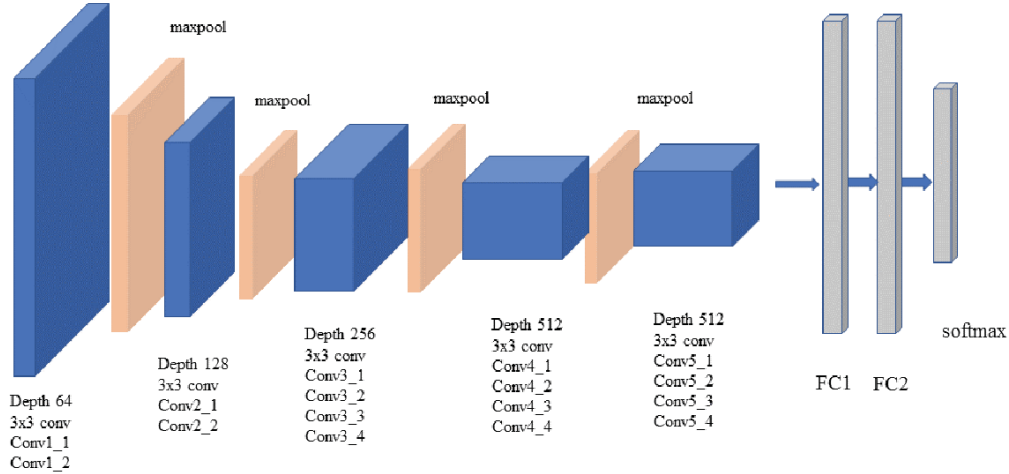 maxpool
maxpool
maxpool
maxpool
Depth 64
3x3 conv
Conv1_1
Conv1_2
Depth 128
3x3 conv
Conv2_1
Conv2_2
Depth 256
3x3 conv
Conv3_1
Conv3_2
Conv3_3
Conv3_4
Depth 512
3x3 conv
Conv4_1
Conv4_2
Conv4_3
Conv4_4
Depth 512
3x3 conv
Conv5_1
Conv5_2
Conv5_3
Conv5_4
FC1
FC2
softmax